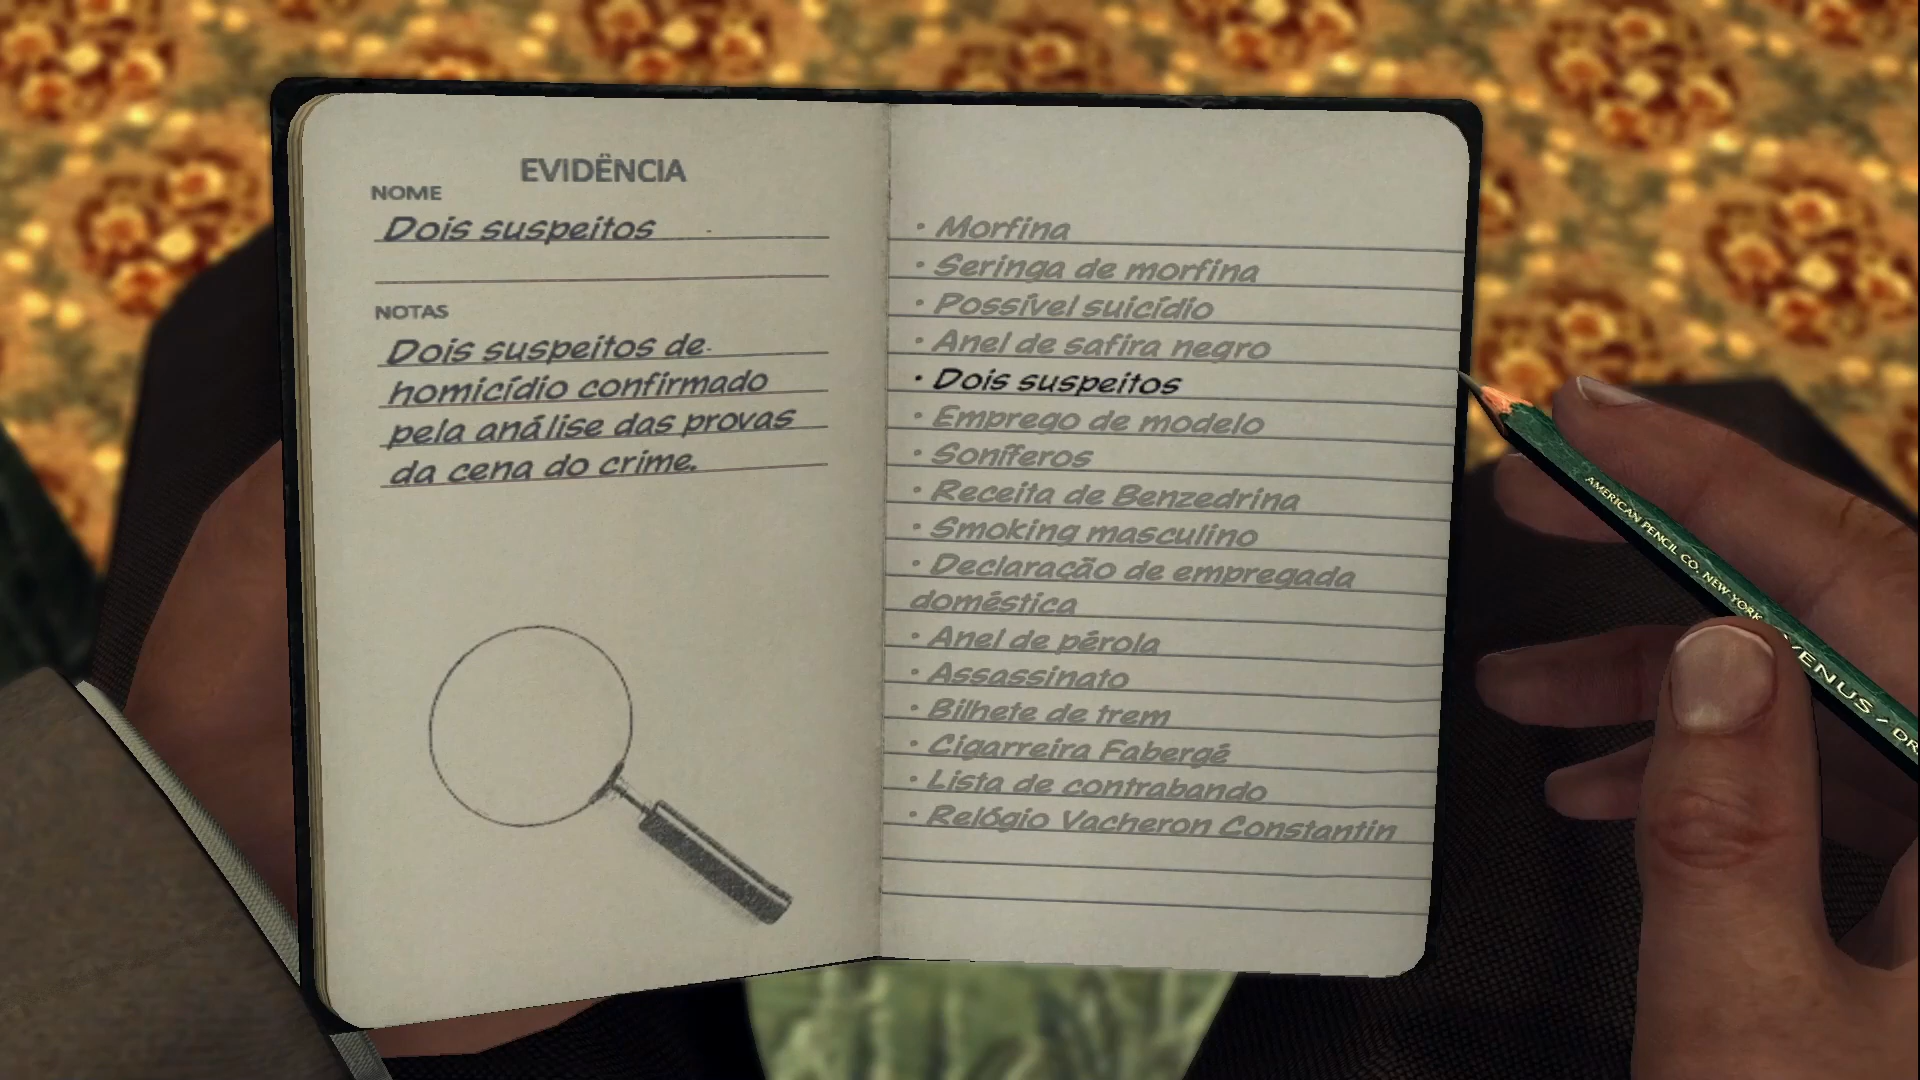 EVIDÊNCIA
NOME
Dois suspeitos
NOTAS
Dois suspeitos de
homicídio confirmado
pela análise das provas
da cena do crime.
• Morfina
• Seringa de morfina
• Possível suicídio
• Anel de safira negro
• Dois suspeitos
• Emprego de modelo
• Soníferos
• Receita de Benzedrina
• Smoking masculino
• Declaração de empregada
doméstica
• Anel de pérola
• Assassinato
• Bilhete de trem
• Cigarreira Fabergé
• Lista de contrabando
• Relógio Vacheron Constantin
AMERICAN PENCIL CO. NEW YORK VENUS / DR